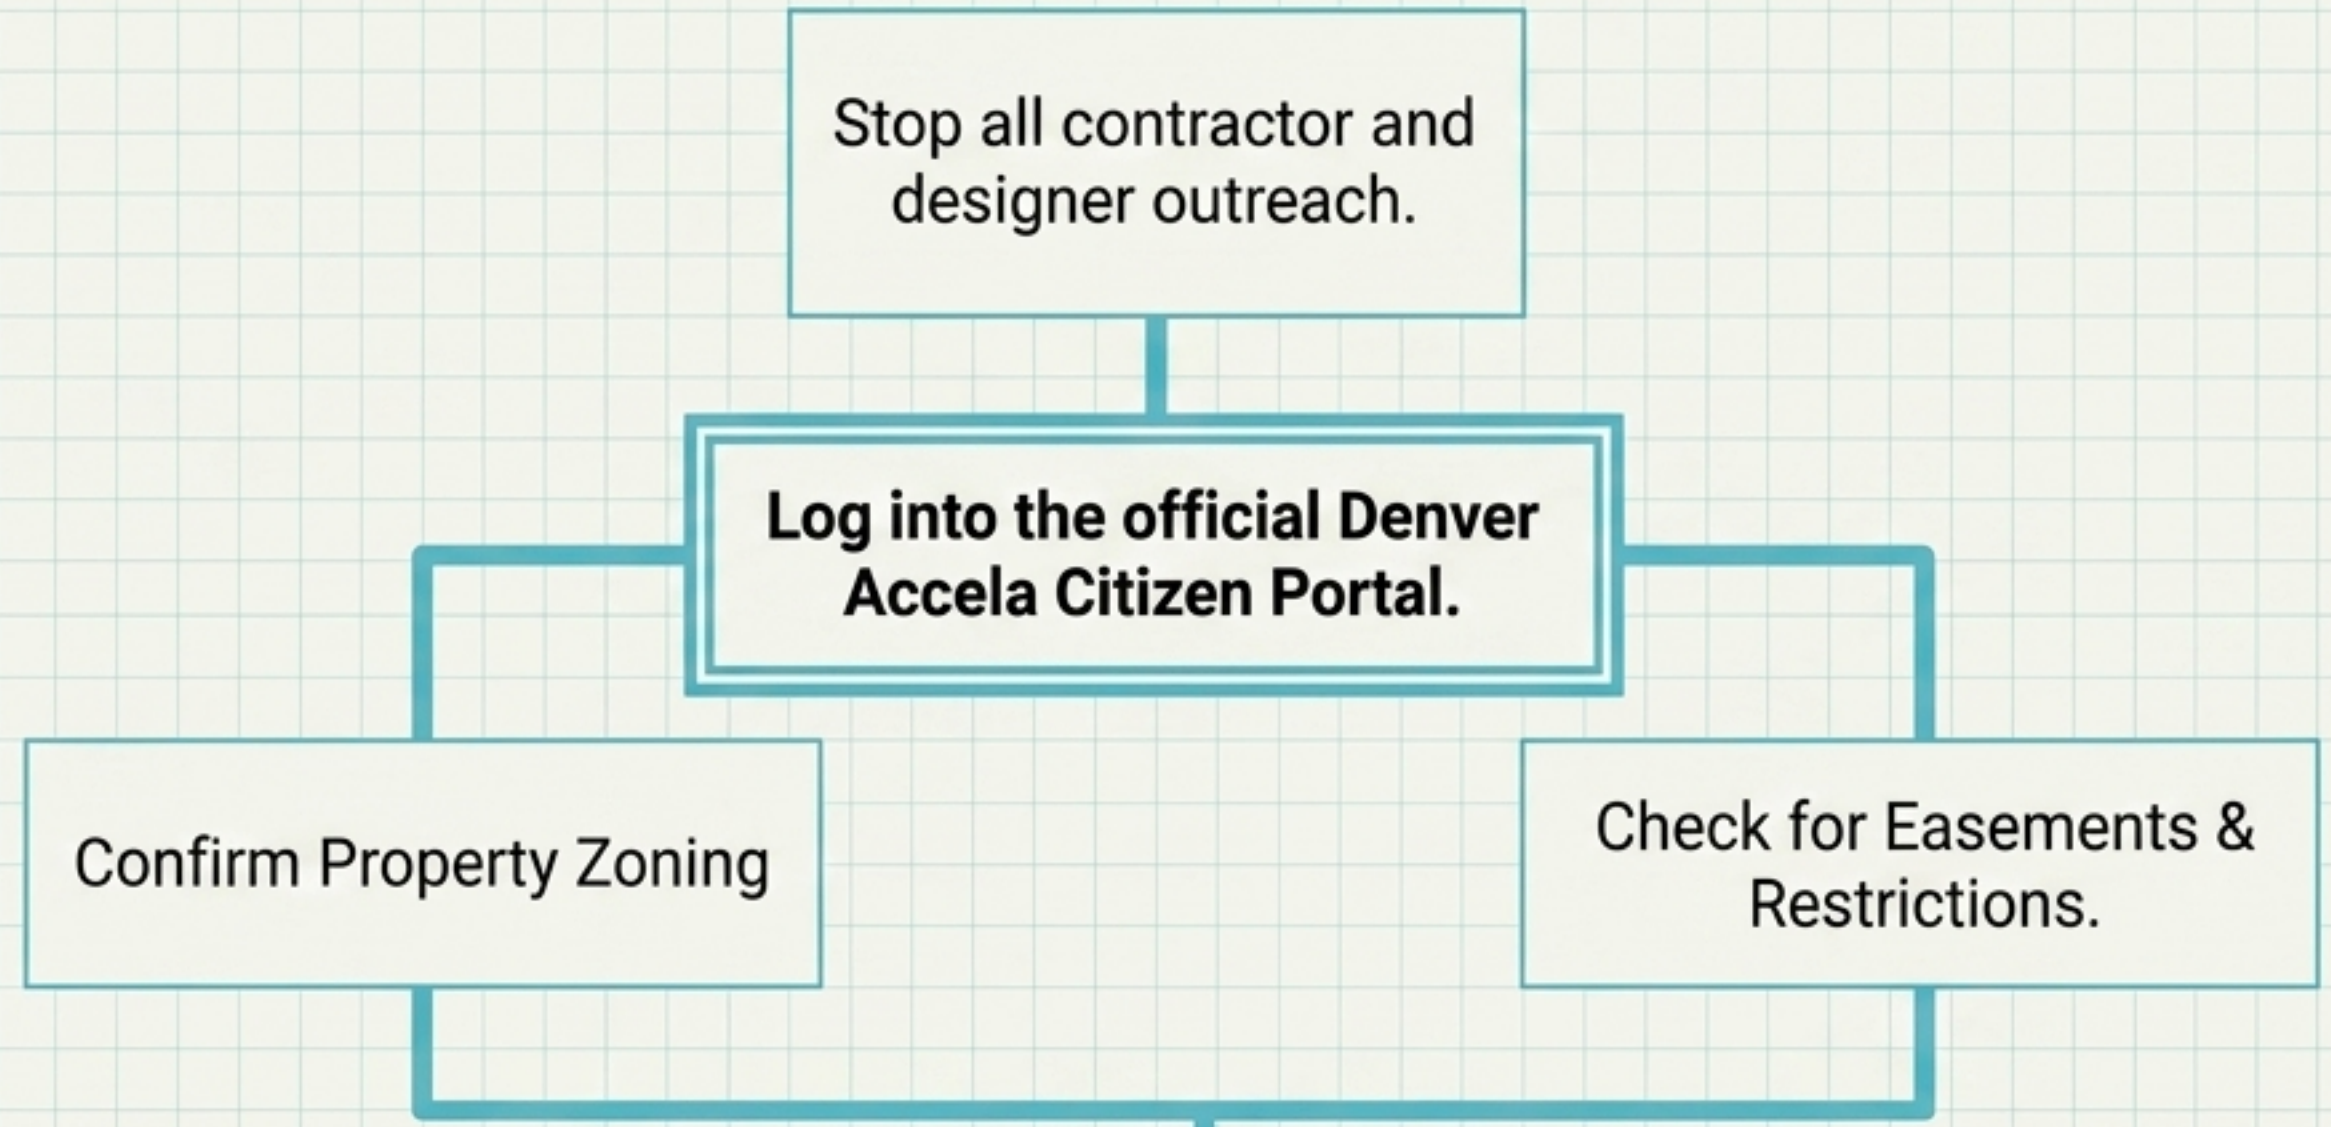 Stop all contractor and
designer outreach.
Log into the official Denver
Accela Citizen Portal.
Confirm Property Zoning
Check for Easements &
Restrictions.